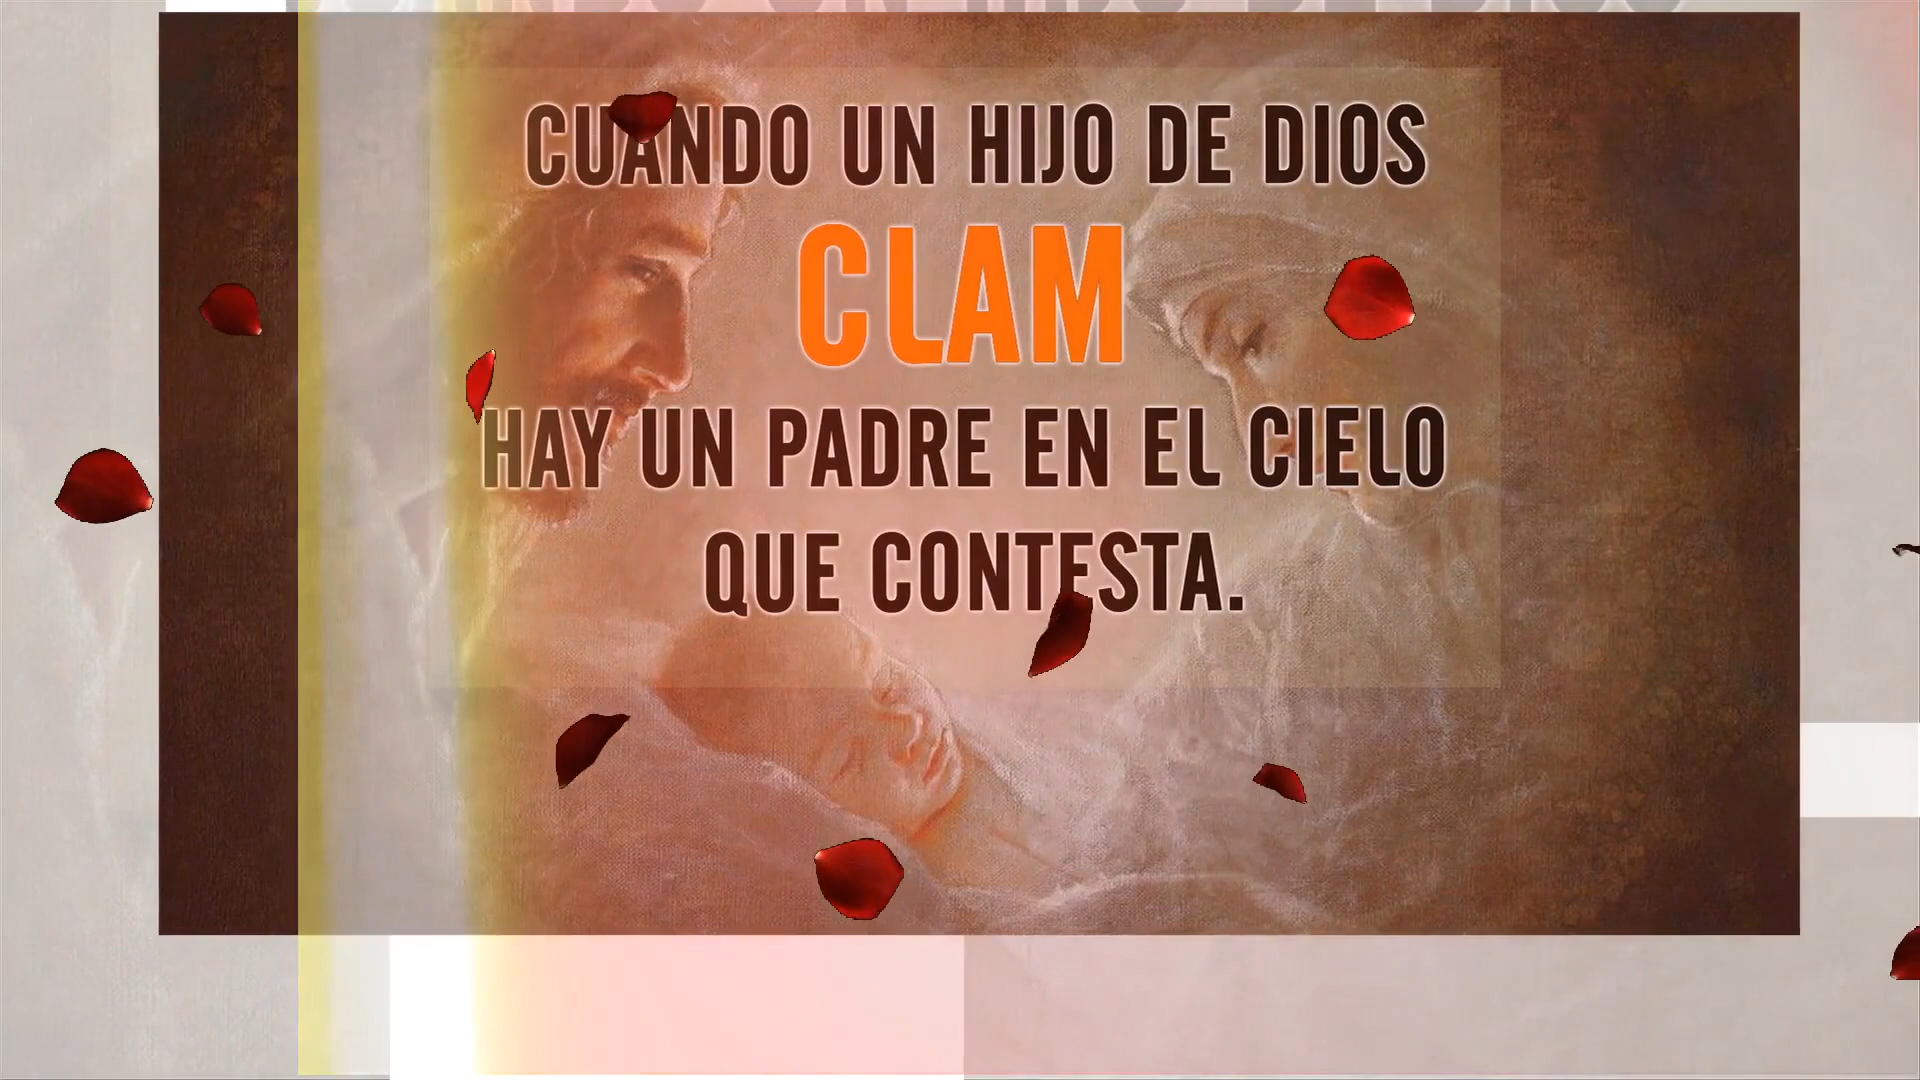 CUANDO UN HIJO DE DIOS
CLAM
HAY UN PADRE EN EL CIELO
QUE CONTESTA.